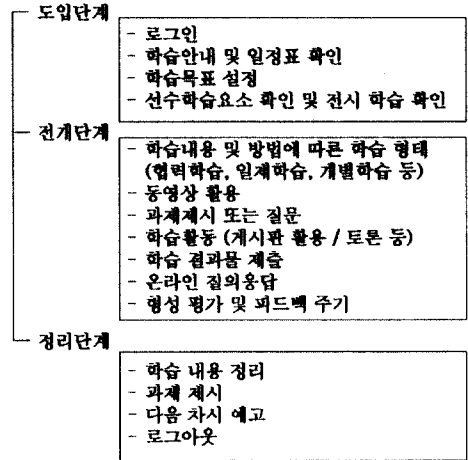 도입단계
- 로그인
- 학습안내 및 일정표 확인
- 학습목표 설정
- 선수학습요소 확인 및 전시 학습 확인
전개단계
- 학습내용 및 방법에 따른 학습 형태
(협력학습, 일제학습, 개별학습 등)
- 동영상 활용
- 과제제시 또는 질문
- 학습활동 (게시판 활용 / 토론 등)
- 학습 결과물 제출
- 온라인 질의응답
- 형성 평가 및 피드백 주기
정리단계
- 학습 내용 정리
- 과제 제시
- 다음 차시 예고
- 로그아웃